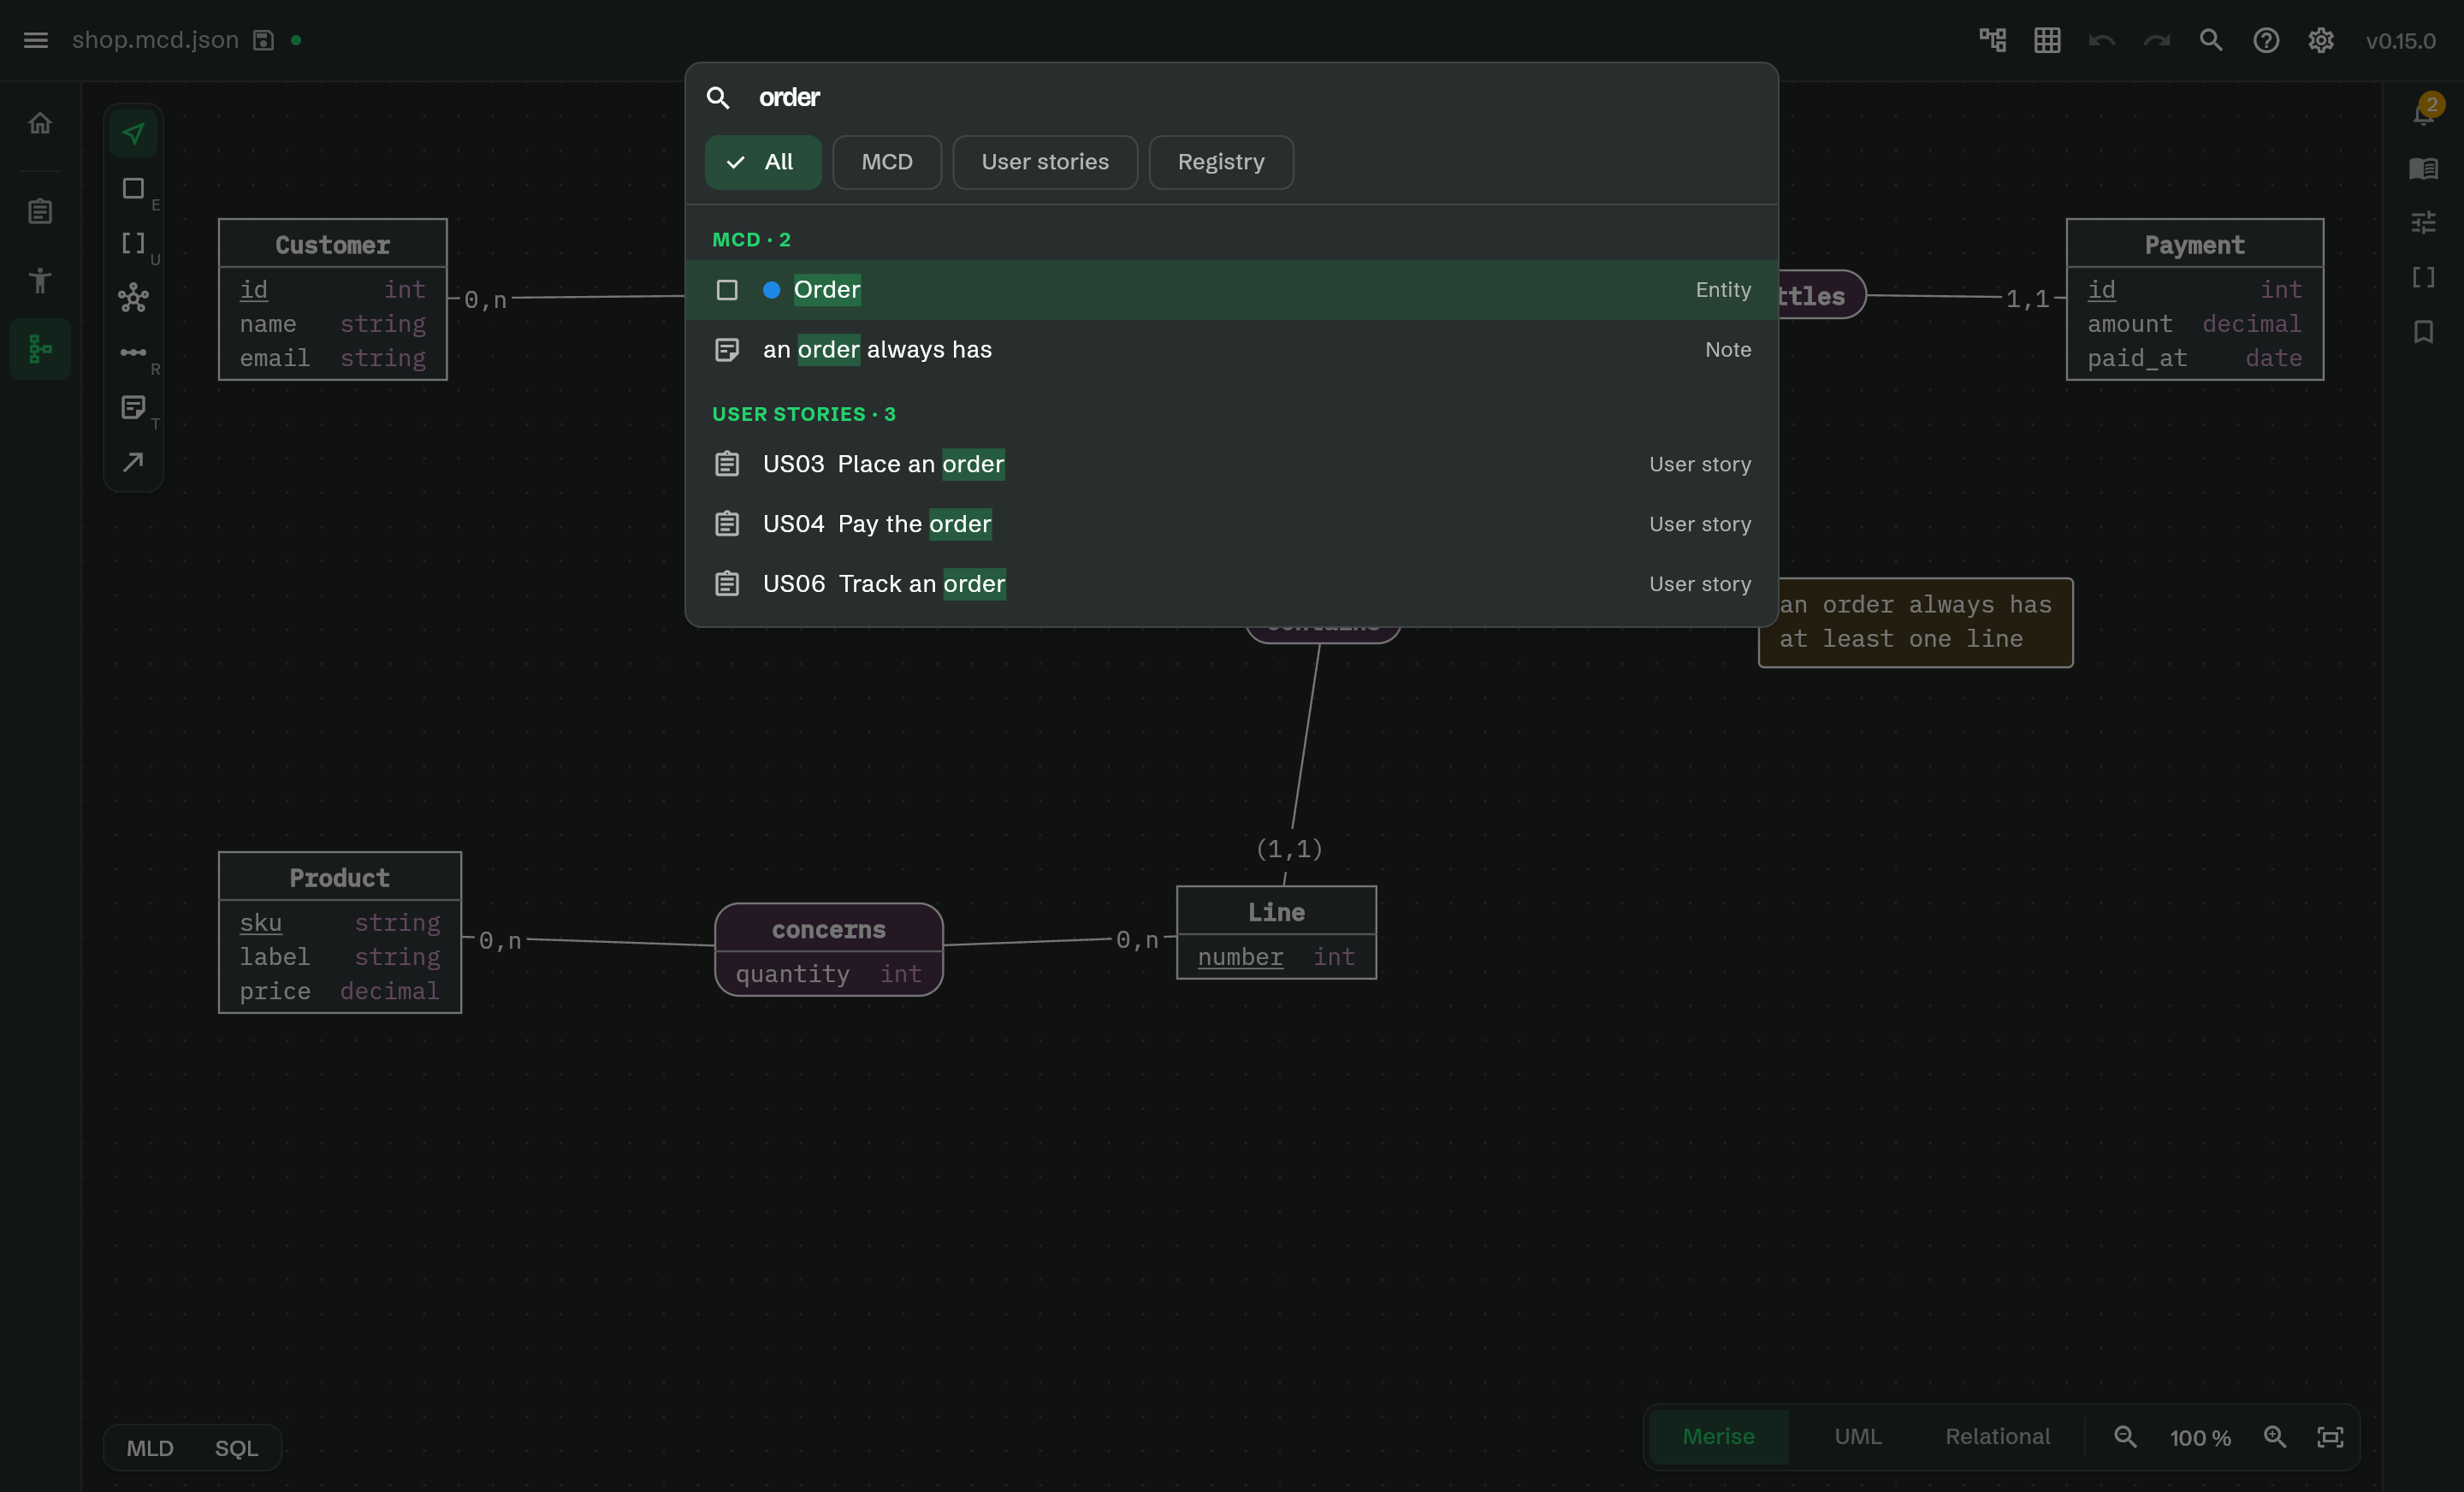 shop.mcd.json
v0.15.0
order
All
MCD
User stories
Registry
MCD · 2
Order Entity
an order always has Note
USER STORIES · 3
US03 Place an order User story
US04 Pay the order User story
US06 Track an order User story
2
E
U
R
T
Customer
id int
name string
email string
0,n
1,1
Payment
id int
amount decimal
paid_at date
an order always has
at least one line
(1,1)
Product
sku string
label string
price decimal
0,n
concerns
quantity int
0,n
Line
number int
MLD
SQL
Merise
UML
Relational
100 %